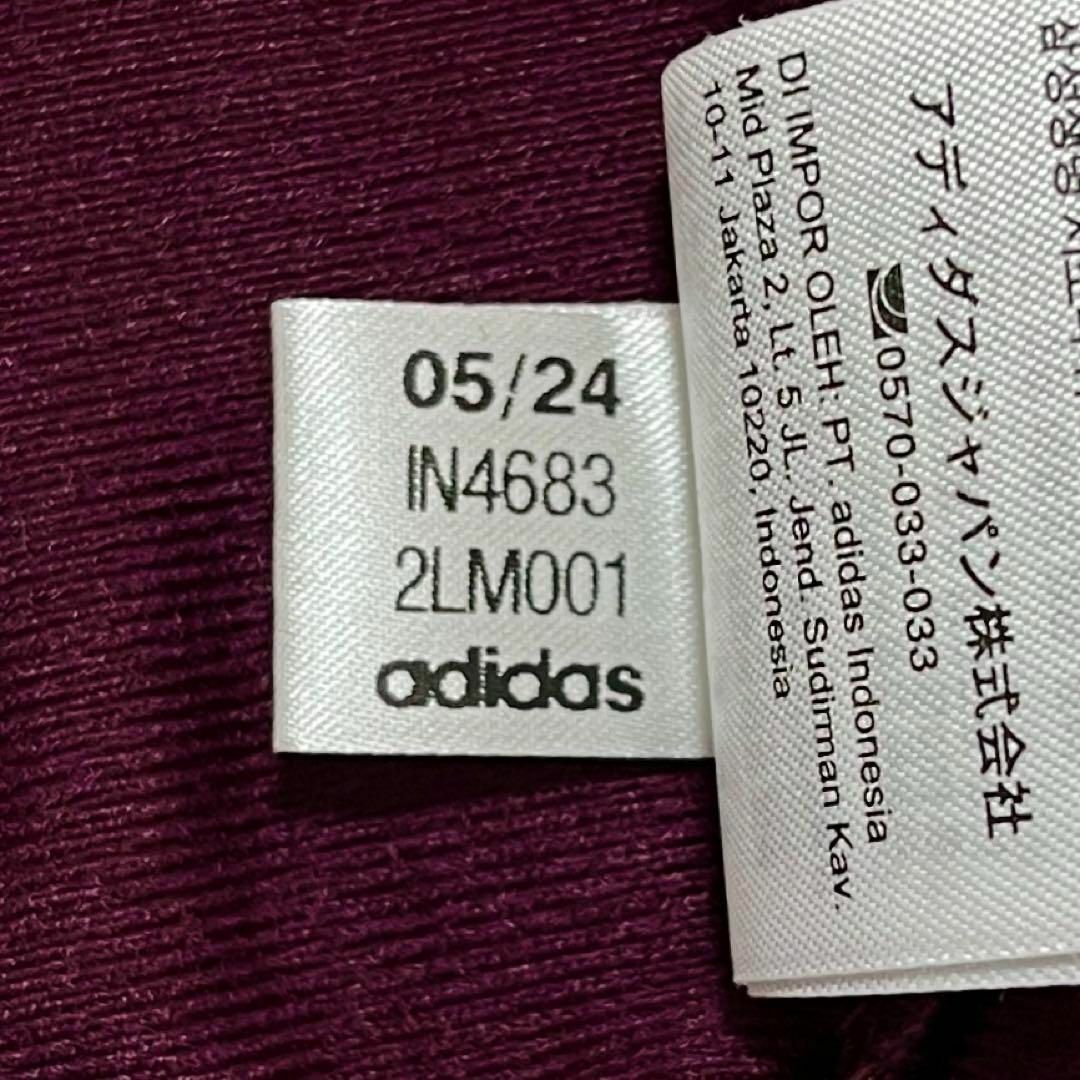 05/24
IN4683
2LM001
adidas
アディダスジャパン株式会社
0570-033-033
DI IMPOR OLEH: PT. adidas Indonesia
Mid Plaza 2, Lt. 5 JL. Jend. Sudirman Kav.
10-11 Jakarta 10220, Indonesia